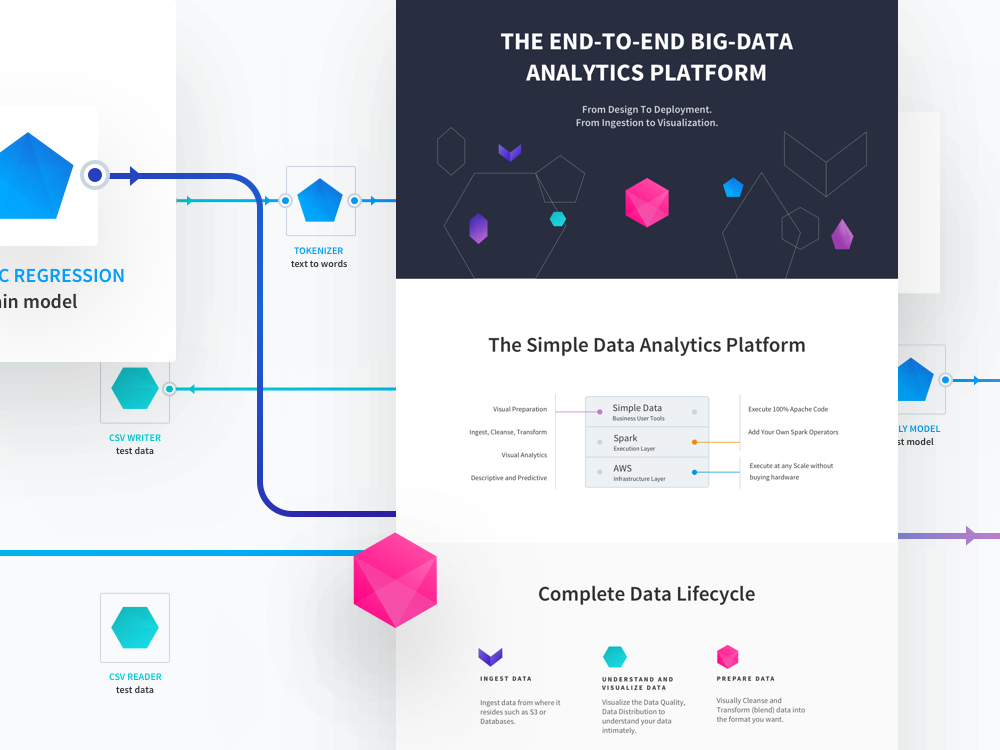 C REGRESSION
in model
TOKENIZER
text to words
CSV WRITER
test data
CSV READER
test data
THE END-TO-END BIG-DATA
ANALYTICS PLATFORM
From Design To Deployment.
From Ingestion to Visualization.
The Simple Data Analytics Platform
Visual Preparation
Ingest, Cleanse, Transform
Visual Analytics
Descriptive and Predictive
Simple Data
Business User Tools
Spark
Execution Layer
AWS
Infrastructure Layer
Execute 100% Apache Code
Add Your Own Spark Operators
Execute at any Scale without
buying hardware
Complete Data Lifecycle
INGEST DATA
Ingest data from where it
resides such as S3 or
Databases.
UNDERSTAND AND
VISUALIZE DATA
Visualize the Data Quality,
Data Distribution to
understand your data
intimately.
PREPARE DATA
Visually Cleanse and
Transform (blend) data into
the format you want.
LY MODEL
st model